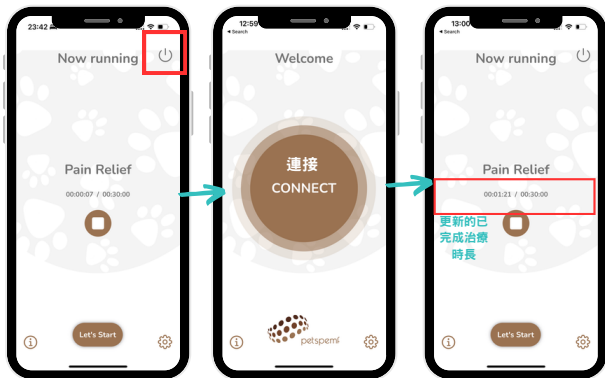 23:42
Now running
Pain Relief
00:00:07 / 00:30:00
Let's Start
12:59
Search
Welcome
連接
CONNECT
petspemf
13:00
Search
Now running
Pain Relief
00:01:21 / 00:30:00
更新的已
完成治療
時長
Let's Start